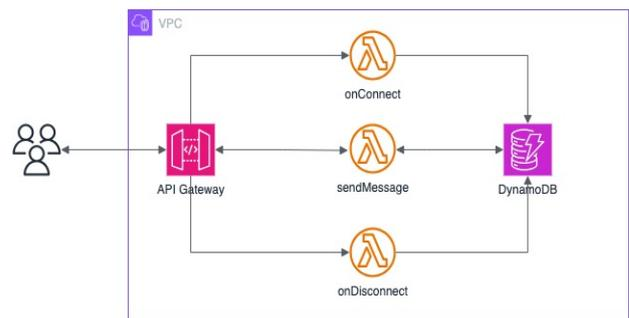 VPC
onConnect
API Gateway
sendMessage
DynamoDB
onDisconnect